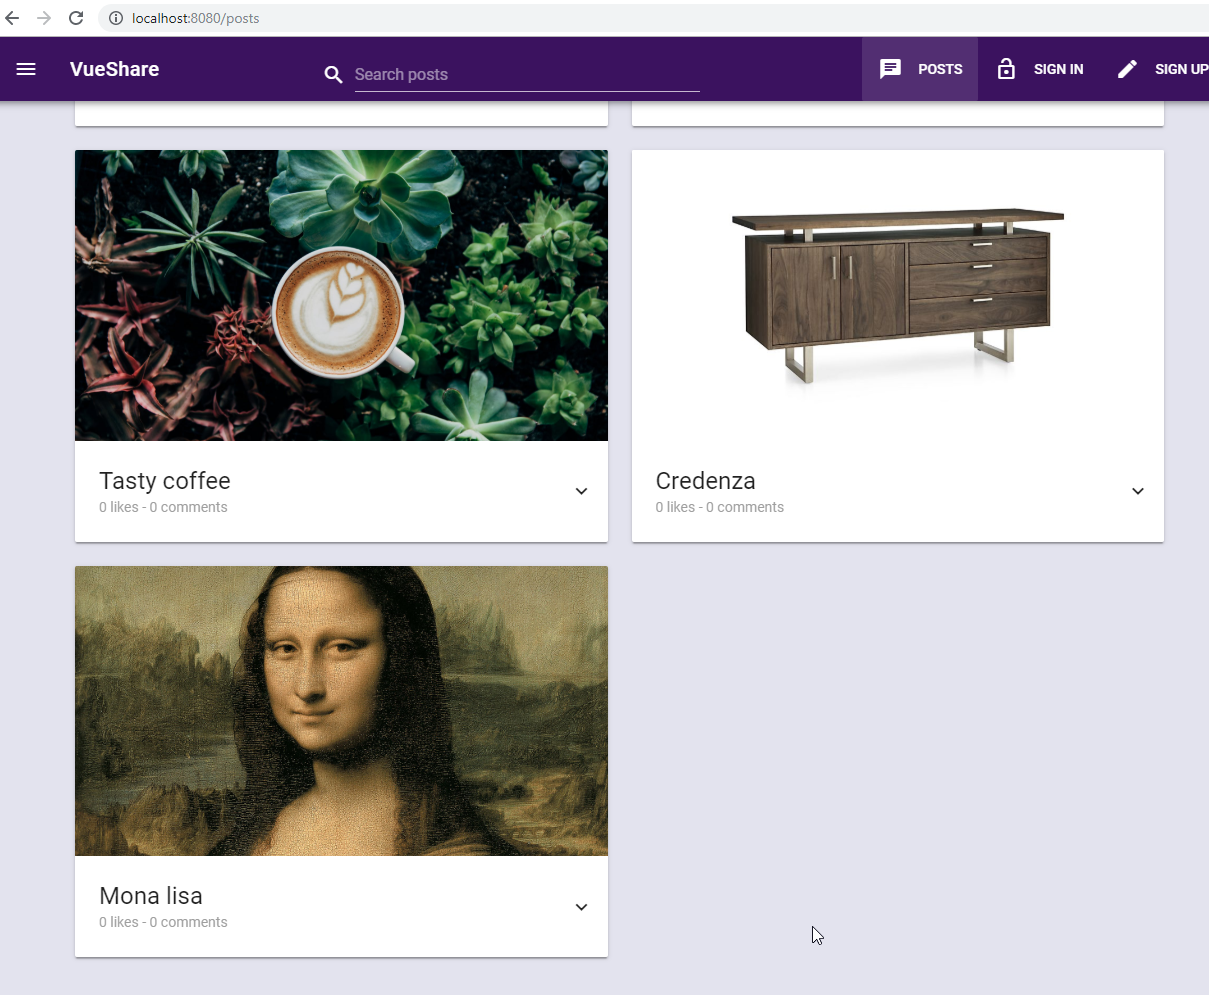 localhost:8080/posts
VueShare
Search posts
POSTS
SIGN IN
SIGN UP
Tasty coffee
0 likes - 0 comments
Credenza
0 likes - 0 comments
Mona lisa
0 likes - 0 comments